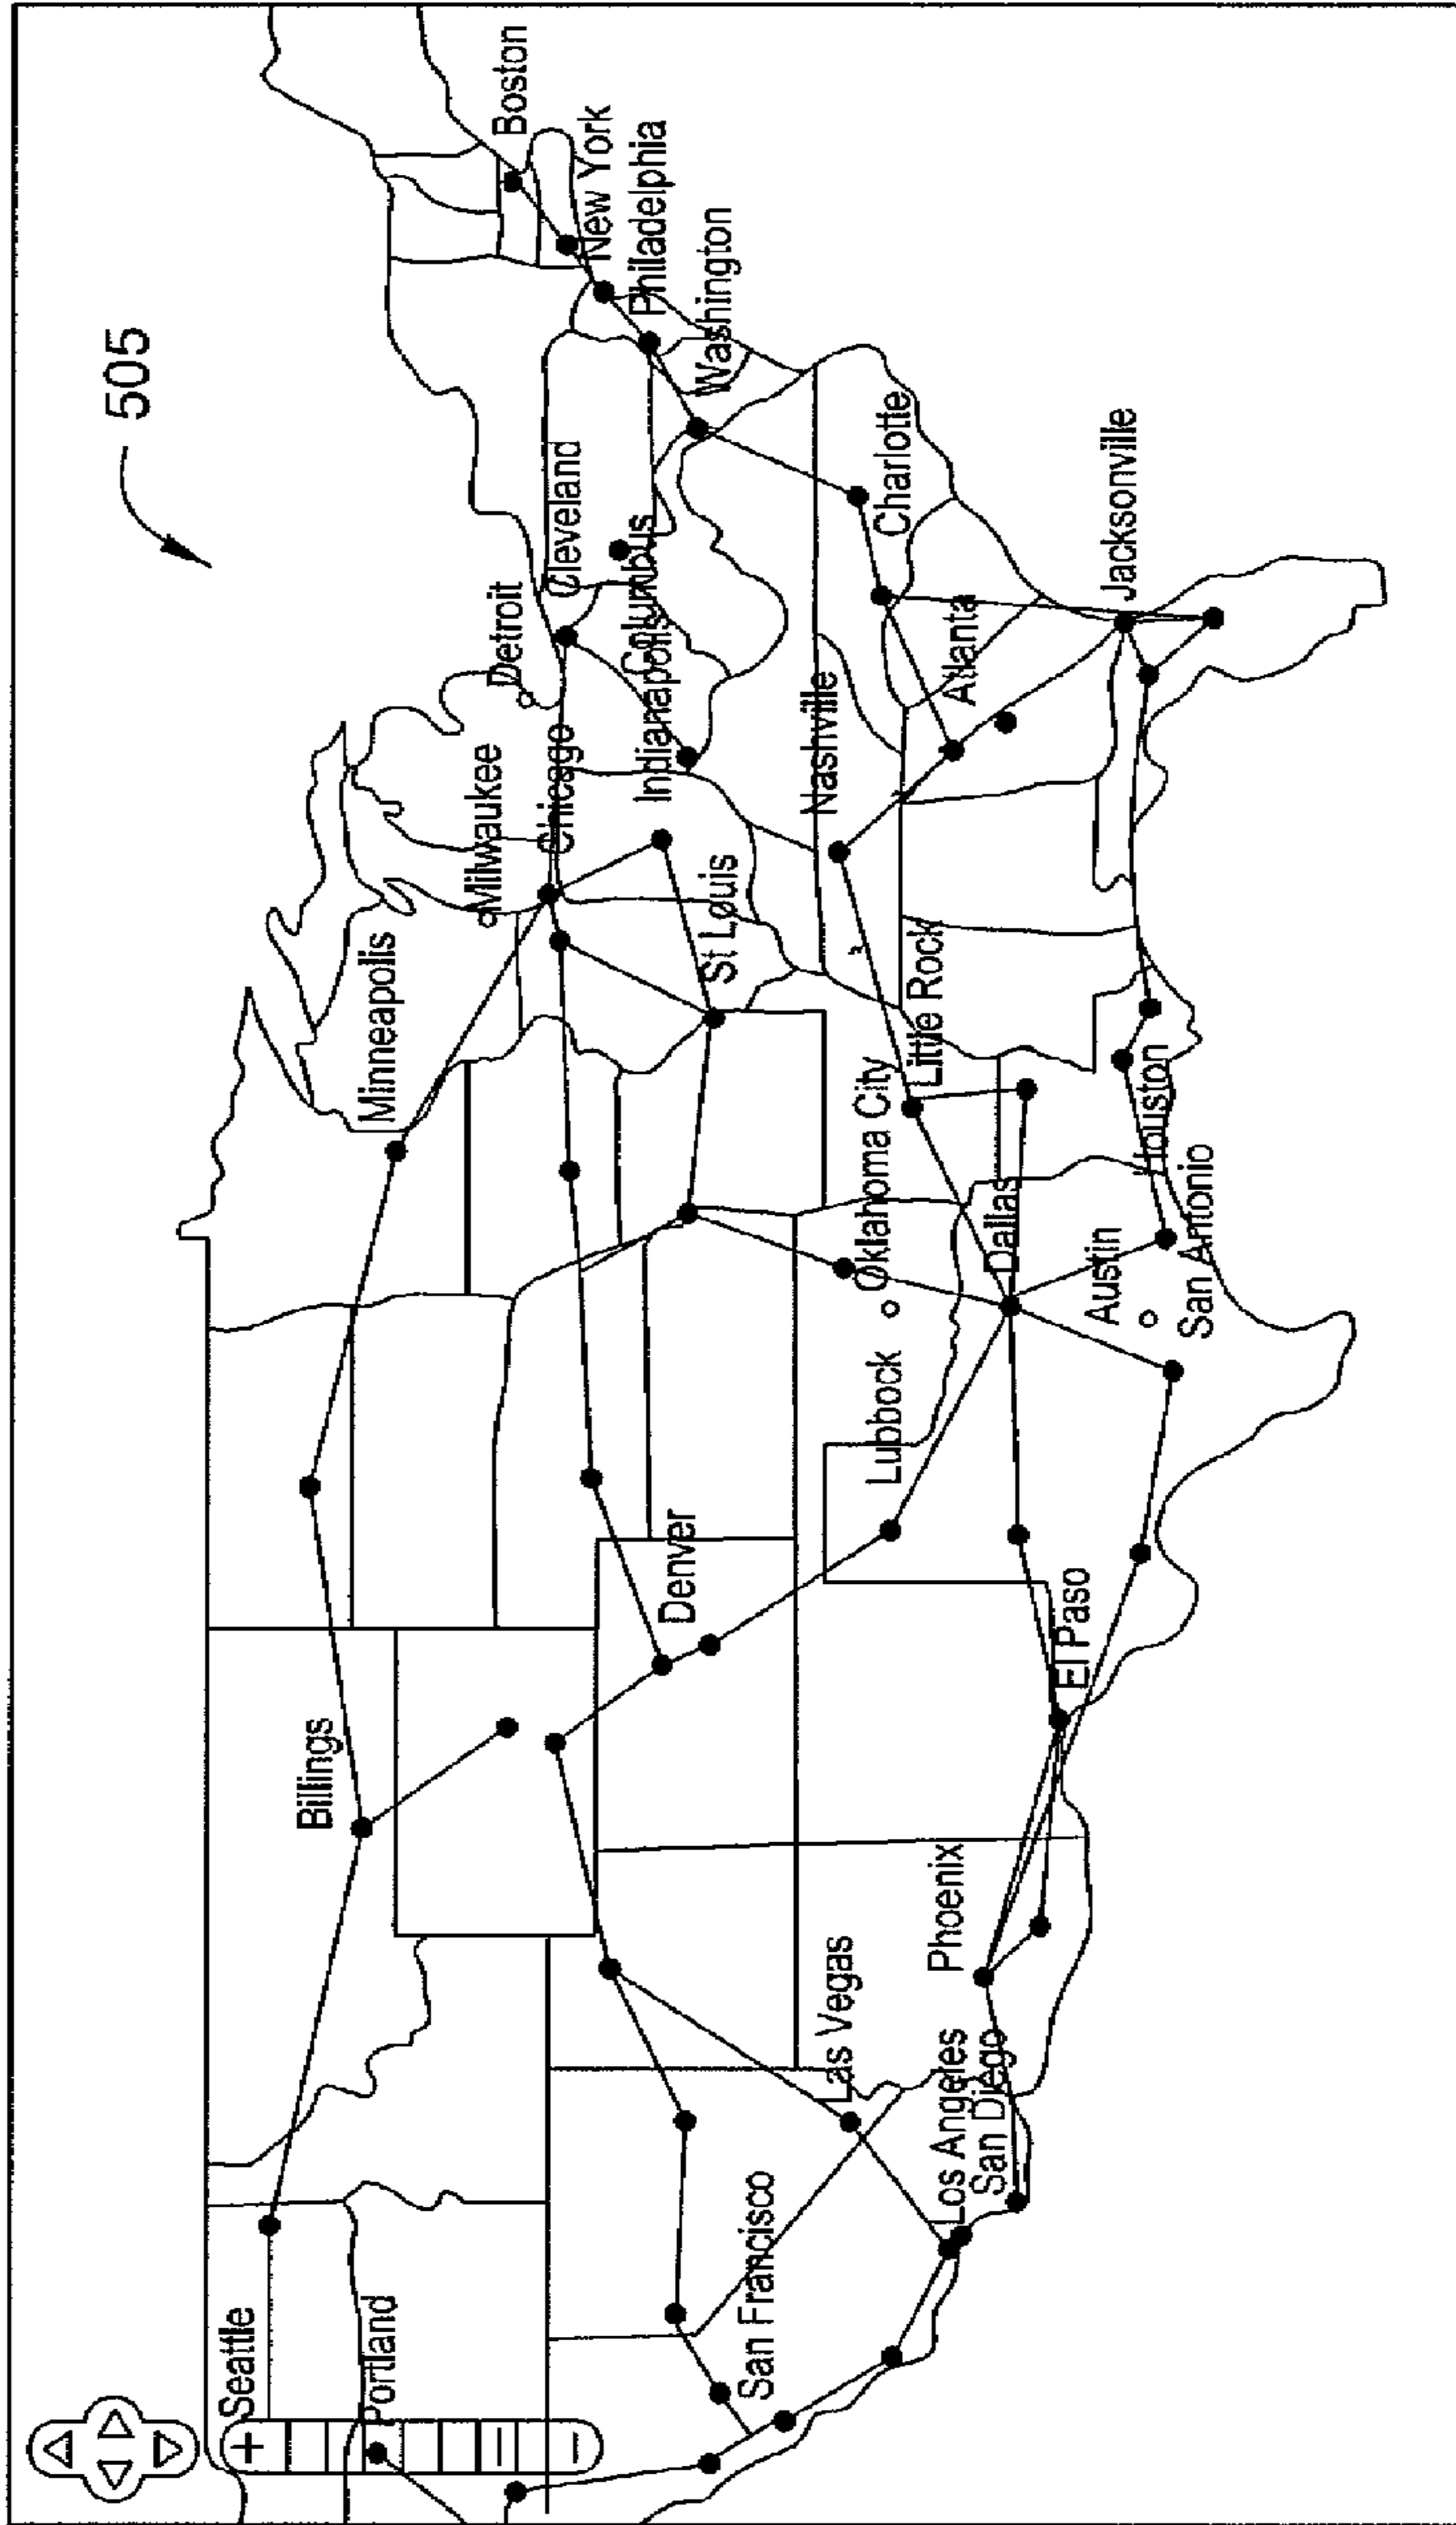 505
Seattle
Portland
Billings
Minneapolis
Milwaukee
Detroit
Boston
Chicago
Cleveland
New York
Denver
Indianapolis
Columbus
Philadelphia
San Francisco
St Louis
Washington
Las Vegas
Nashville
Lubbock
Oklahoma City
Little Rock
Charlotte
Los Angeles
Phoenix
Atlanta
San Diego
Dallas
El Paso
Austin
Houston
Jacksonville
San Antonio